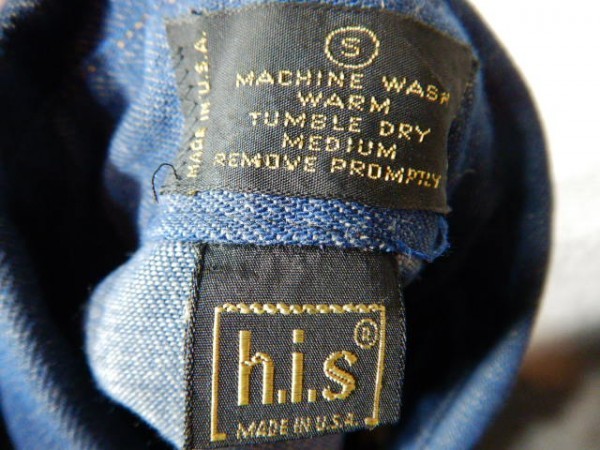 S
MACHINE WASH
WARM
TUMBLE DRY
MEDIUM
REMOVE PROMPTLY
MADE IN U.S.A.
h.i.s®
MADE IN U.S.A.